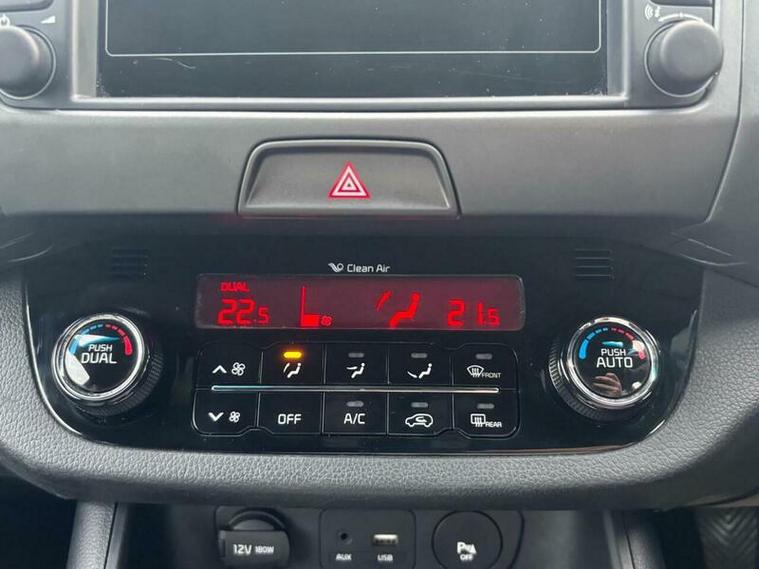 Clean Air
DUAL
22.5
21.5
PUSH
DUAL
PUSH
AUTO
FRONT
OFF
A/C
REAR
12V 180W
AUX
USB
P
OFF